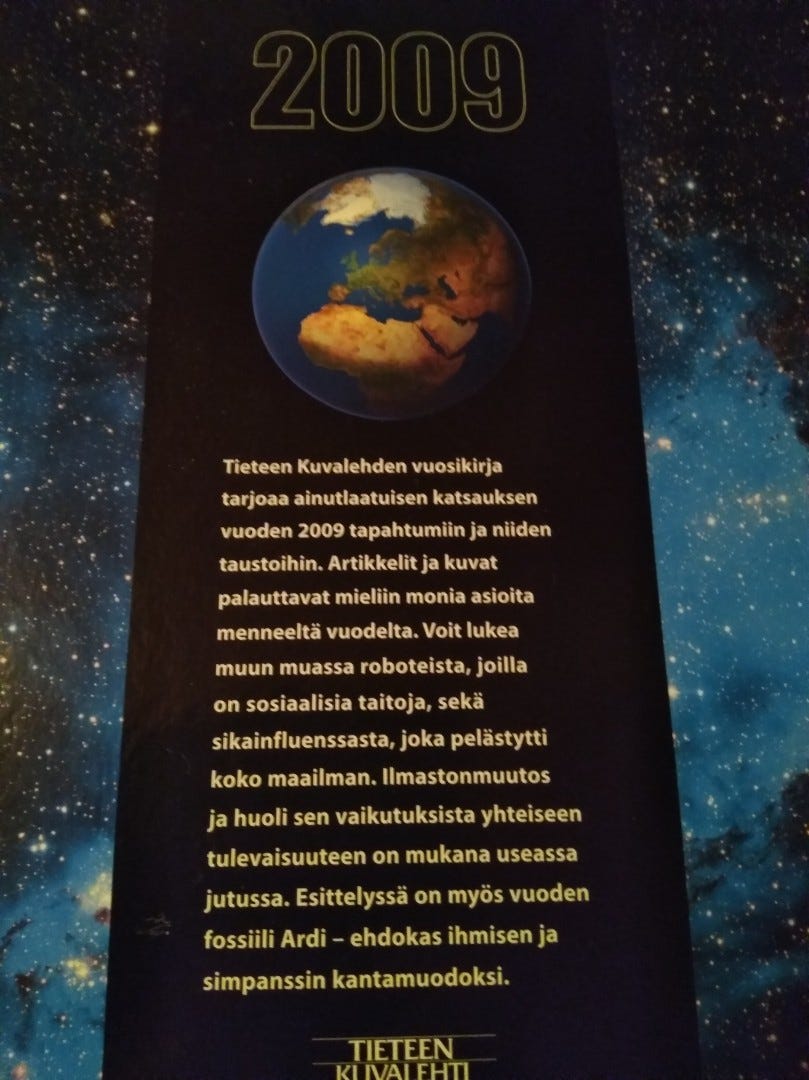 2009
Tieteen Kuvalehden vuosikirja
tarjoaa ainutlaatuisen katsauksen
vuoden 2009 tapahtumiin ja niiden
taustoihin. Artikkelit ja kuvat
palauttavat mieliin monia asioita
menneeltä vuodelta. Voit lukea
muun muassa roboteista, joilla
on sosiaalisia taitoja, sekä
sikainfluenssasta, joka pelästytti
koko maailman. Ilmastonmuutos
ja huoli sen vaikutuksista yhteiseen
tulevaisuuteen on mukana useassa
jutussa. Esittelyssä on myös vuoden
fossiili Ardi – ehdokas ihmisen ja
simpanssin kantamuodoksi.
TIETEEN
KUVALEHTI